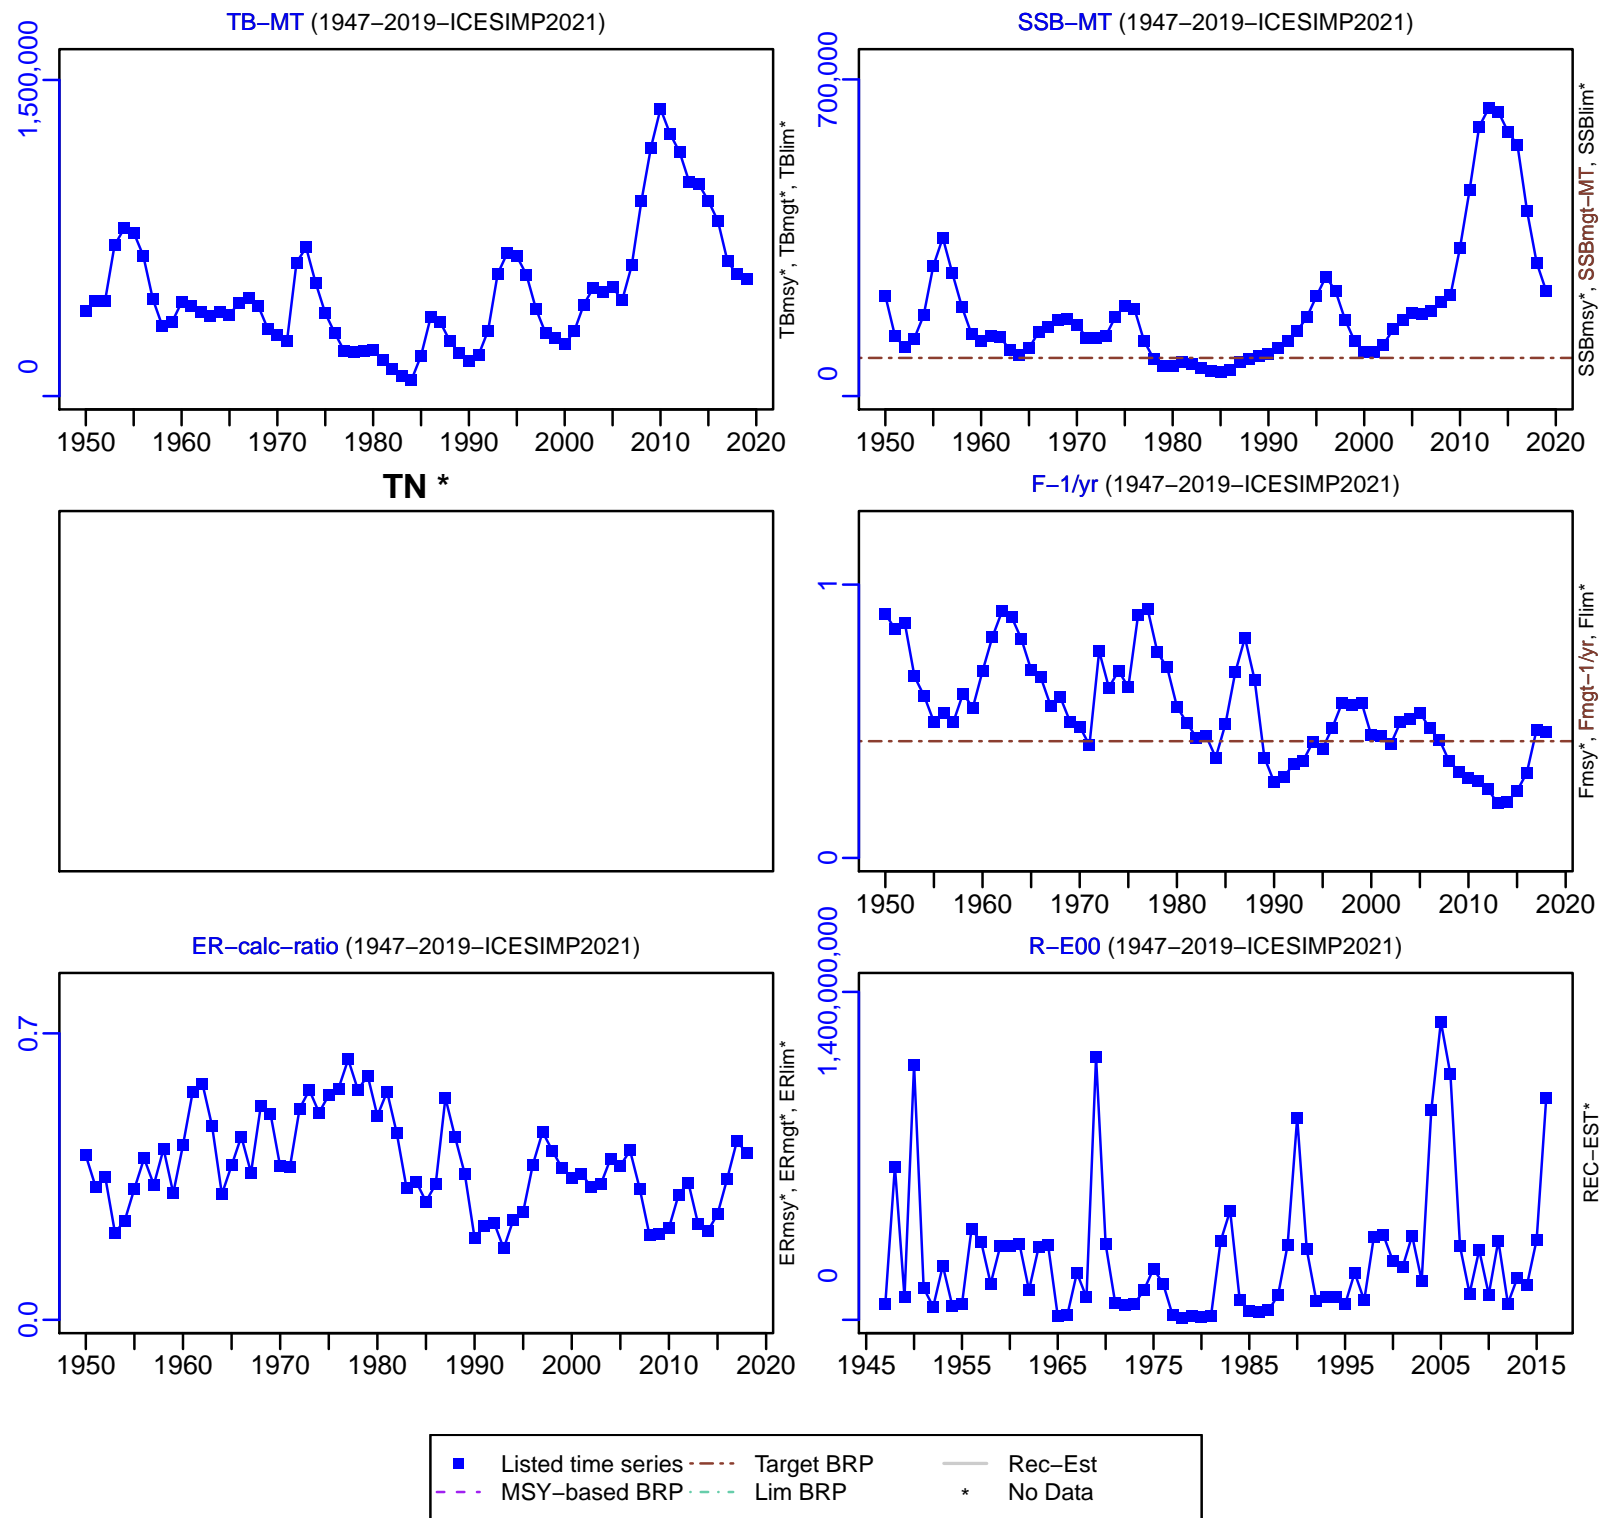 TB−MT (1947−2019−ICESIMP2021)
1,500,000
0
TBmsy*, TBmgt*, TBlim*
1950 1960 1970 1980 1990 2000 2010 2020
SSB−MT (1947−2019−ICESIMP2021)
700,000
0
SSBmsy*, SSBmgt−MT, SSBlim*
1950 1960 1970 1980 1990 2000 2010 2020
TN *
F−1/yr (1947−2019−ICESIMP2021)
1
0
Fmsy*, Fmgt−1/yr, Flim*
1950 1960 1970 1980 1990 2000 2010 2020
ER−calc−ratio (1947−2019−ICESIMP2021)
0.7
0.0
ERmsy*, ERmgt*, ERlim*
1950 1960 1970 1980 1990 2000 2010 2020
R−E00 (1947−2019−ICESIMP2021)
1,400,000,000
0
REC−EST*
1945 1955 1965 1975 1985 1995 2005 2015
Listed time series Target BRP Rec−Est
MSY−based BRP Lim BRP * No Data